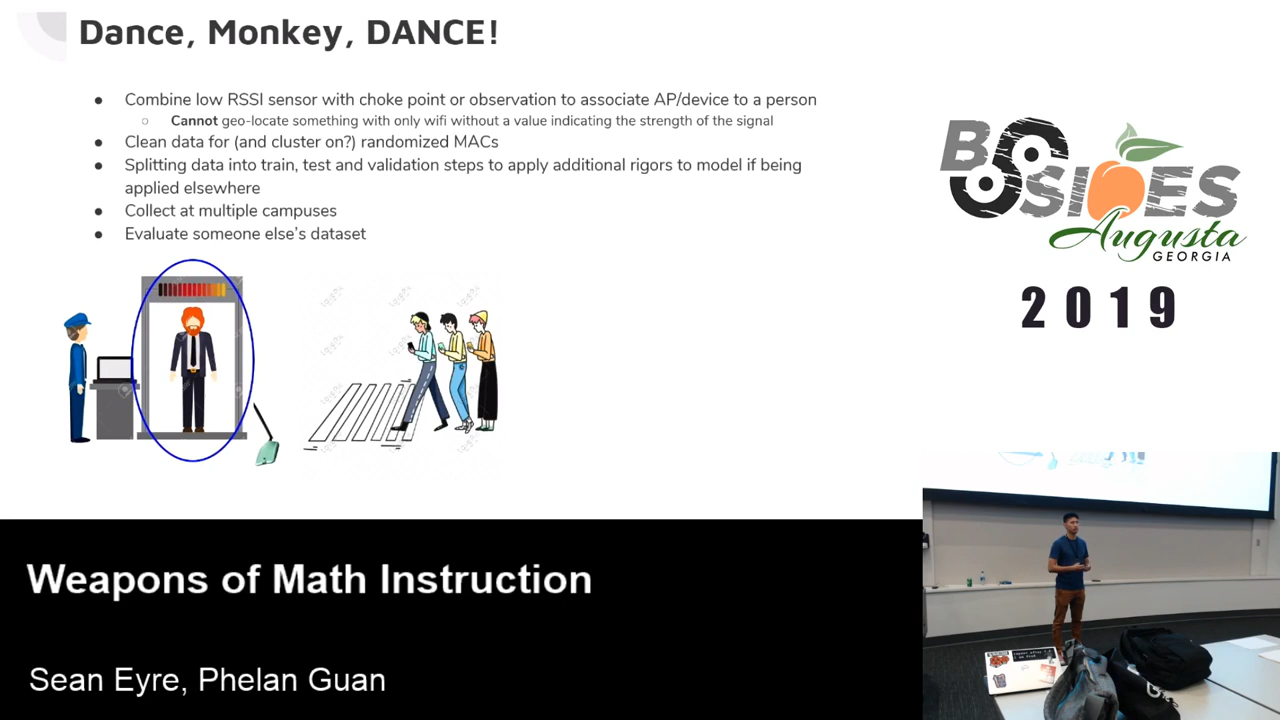 Dance, Monkey, DANCE!
● Combine low RSSI sensor with choke point or observation to associate AP/device to a person
○ Cannot geo-locate something with only wifi without a value indicating the strength of the signal
● Clean data for (and cluster on?) randomized MACs
● Splitting data into train, test and validation steps to apply additional rigors to model if being
applied elsewhere
● Collect at multiple campuses
● Evaluate someone else's dataset
BSIDES
Augusta
GEORGIA
2019
Weapons of Math Instruction
Sean Eyre, Phelan Guan